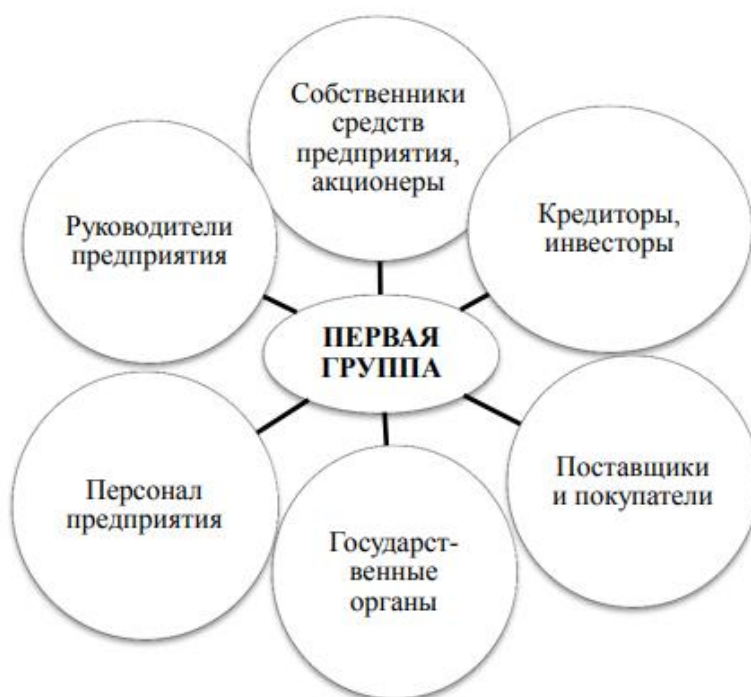 Собственники
средств
предприятия,
акционеры
Кредиторы,
инвесторы
Руководители
предприятия
ПЕРВАЯ
ГРУППА
Поставщики
и покупатели
Персонал
предприятия
Государст-
венные
органы